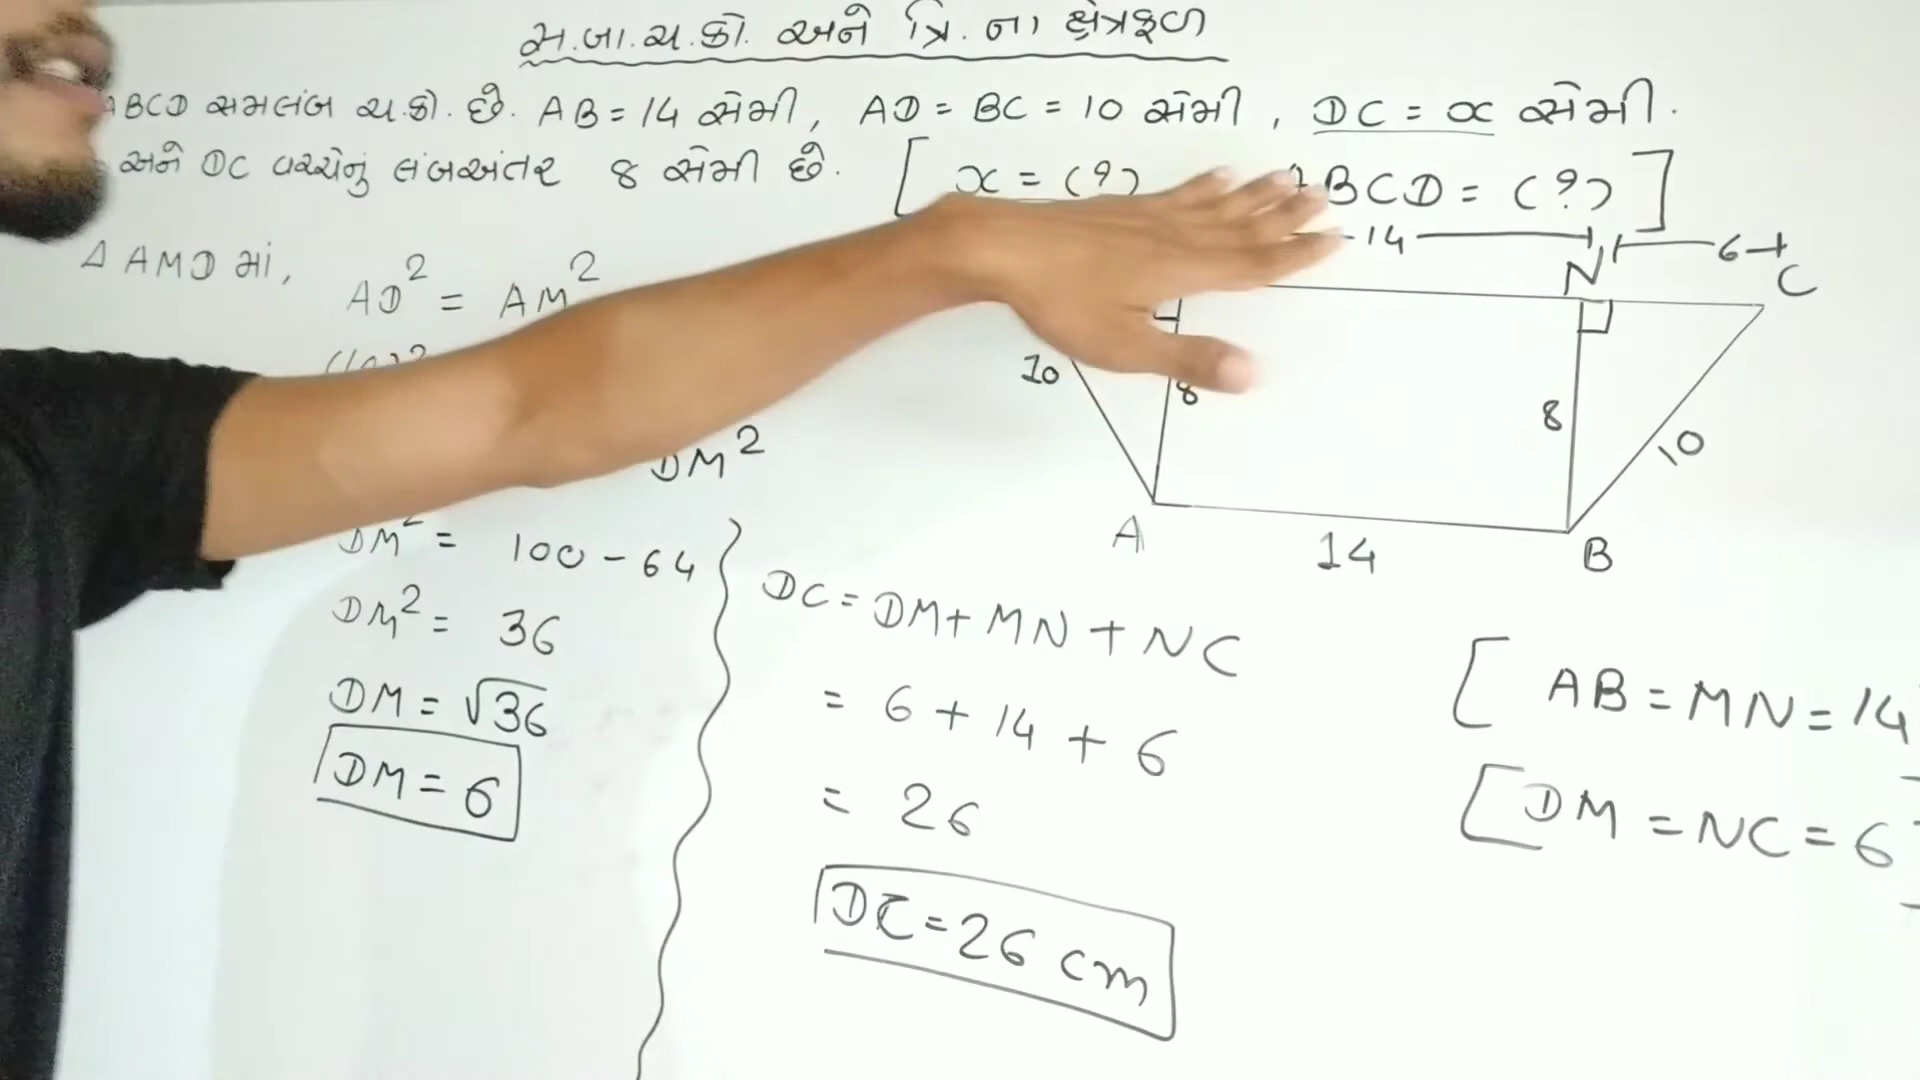 સ.બા.ચ.કો. અને ત્રિ. ના ક્ષેત્રફળ
ABCD સમલંબ ચ.કો. છે. AB = 14 સેમી, AD = BC = 10 સેમી, DC = x સેમી.
અને DC વચ્ચેનું લંબઅંતર 8 સેમી છે. [ x = (?) ABCD = (?) ]
△AMD માં,
AD² = AM²
DM²
DM² = 100 - 64
DM² = 36
DM = √36
DM = 6
14
N
6
C
10
8
8
10
A
14
B
DC = DM + MN + NC
= 6 + 14 + 6
= 26
DC = 26 cm
[ AB = MN = 14
[ DM = NC = 6 ]